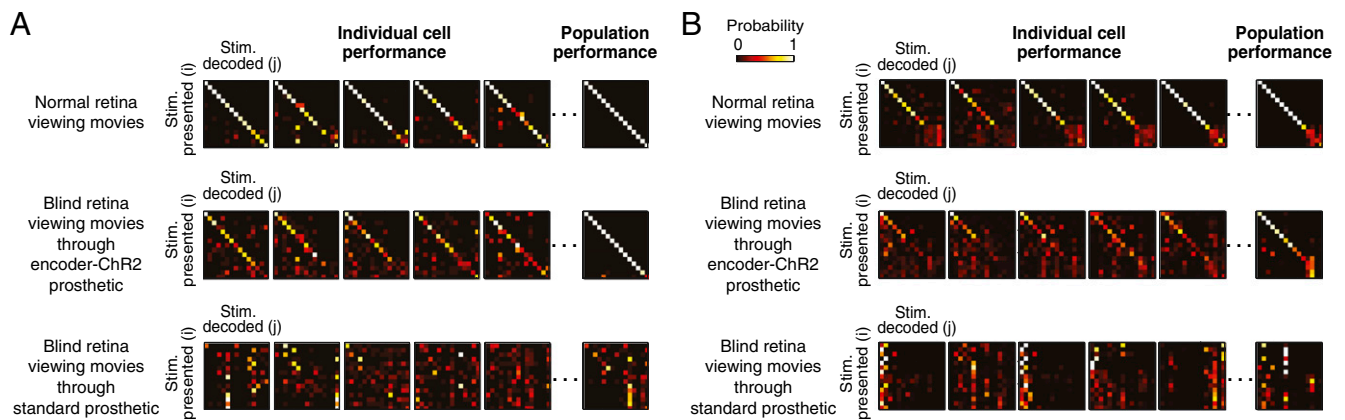 A
Individual cell
performance
Population
performance
Stim.
decoded (j)
Stim.
presented (i)
Normal retina
viewing movies
. . .
Stim.
decoded (j)
Stim.
presented (i)
Blind retina
viewing movies
through
encoder-ChR2
prosthetic
. . .
Stim.
decoded (j)
Stim.
presented (i)
Blind retina
viewing movies
through
standard prosthetic
. . .
B
Probability
0 1
Individual cell
performance
Population
performance
Stim.
decoded (j)
Stim.
presented (i)
Normal retina
viewing movies
. . .
Stim.
decoded (j)
Stim.
presented (i)
Blind retina
viewing movies
through
encoder-ChR2
prosthetic
. . .
Stim.
decoded (j)
Stim.
presented (i)
Blind retina
viewing movies
through
standard prosthetic
. . .